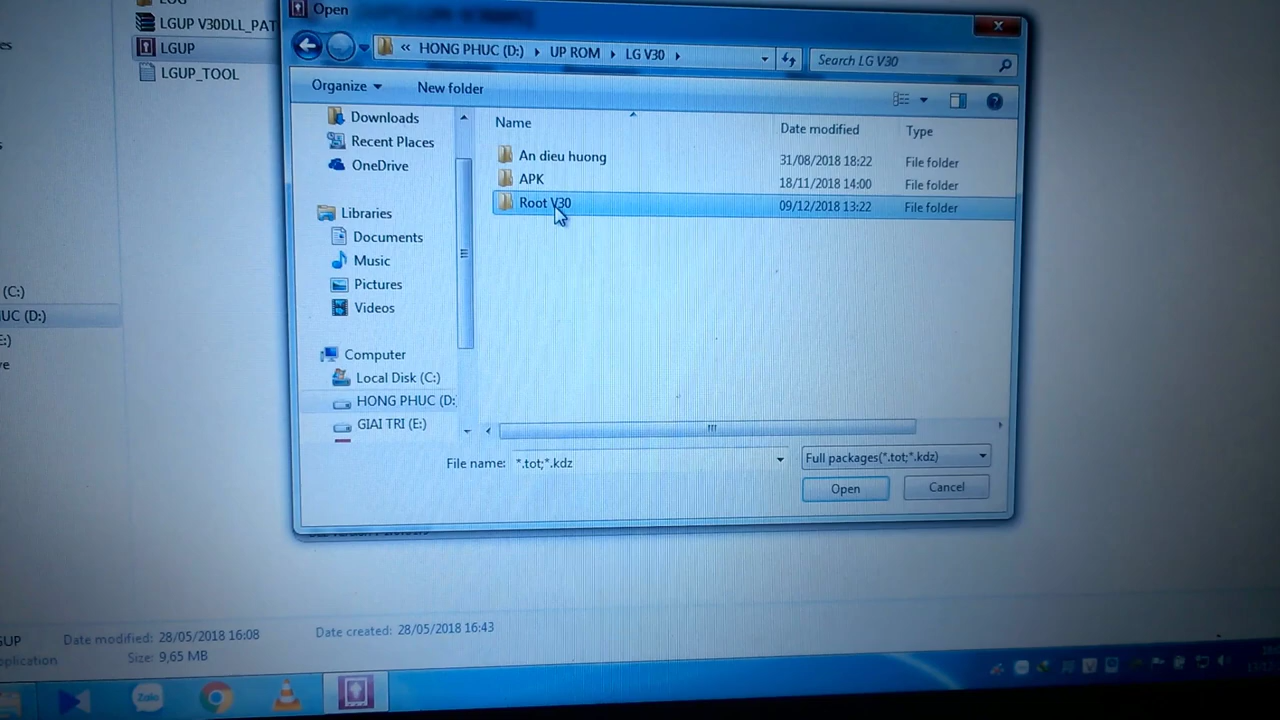 Open
LGUP V30DLL_PAT
LGUP
LGUP_TOOL
« HONG PHUC (D:) ▸ UP ROM ▸ LG V30 ▸
Search LG V30
Organize
New folder
Name
Date modified
Type
Downloads
Recent Places
OneDrive
Libraries
Documents
Music
Pictures
Videos
Computer
Local Disk (C:)
HONG PHUC (D:
GIAI TRI (E:)
An dieu huong 31/08/2018 18:22 File folder
APK 18/11/2018 14:00 File folder
Root V30 09/12/2018 13:22 File folder
(C:)
UC (D:)
E:)
File name: *.tot;*.kdz
Full packages(*.tot;*.kdz)
Open
Cancel
GUP Date modified: 28/05/2018 16:08 Date created: 28/05/2018 16:43
pplication Size: 9,65 MB
Zalo